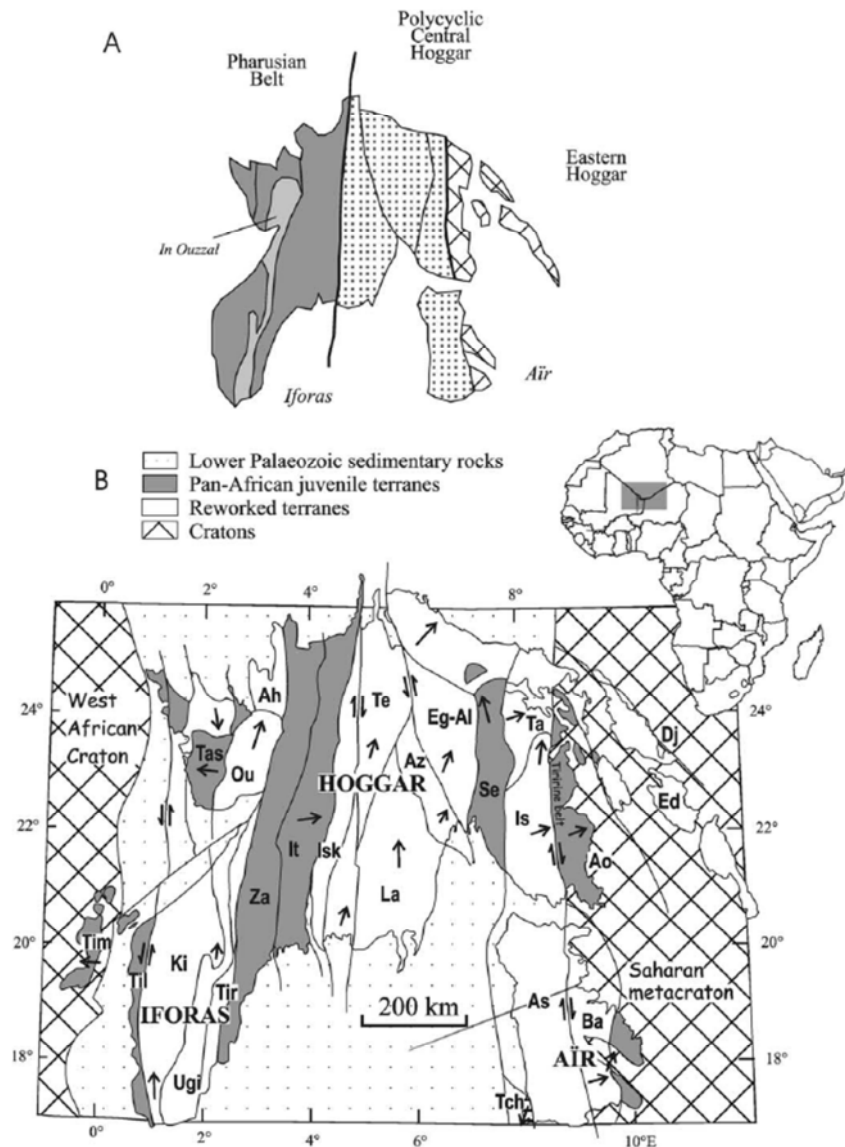 A
Pharusian
Belt
Polycyclic
Central
Hoggar
Eastern
Hoggar
In Ouzzal
Iforas
Aïr
B
Lower Palaeozoic sedimentary rocks
Pan-African juvenile terranes
Reworked terranes
Cratons
0°
2°
4°
8°
24°
24°
22°
22°
20°
20°
18°
18°
0°
2°
4°
6°
8°
10°E
West
African
Craton
Ah
Te
Eg-Al
Ta
Dj
Tas
Ou
HOGGAR
Az
Se
Tiririne belt
Ed
Is
It
Isk
Ao
Za
La
Tim
Ki
Til
Tir
IFORAS
200 km
Saharan
metacraton
As
Ba
AÏR
Ugi
Tch